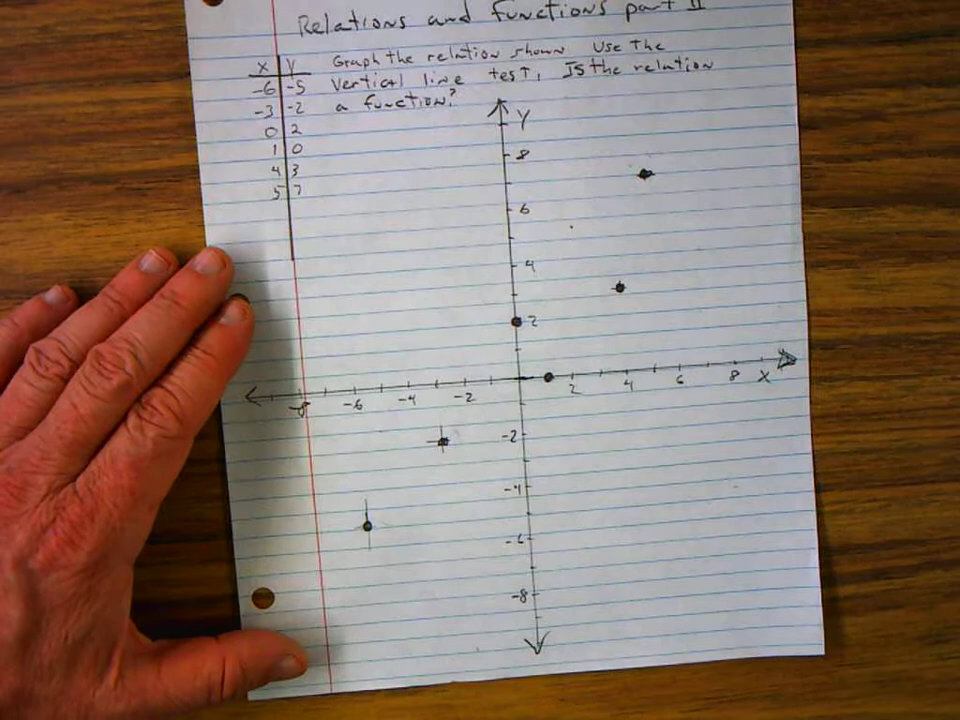 Relations and functions part II
Graph the relation shown Use the
vertical line test, Is the relation
a function?
X Y
-6 -5
-3 -2
0 2
1 0
4 3
5 7
Y
8
6
4
2
-8 -6 -4 -2 2 4 6 8 X
-2
-4
-6
-8